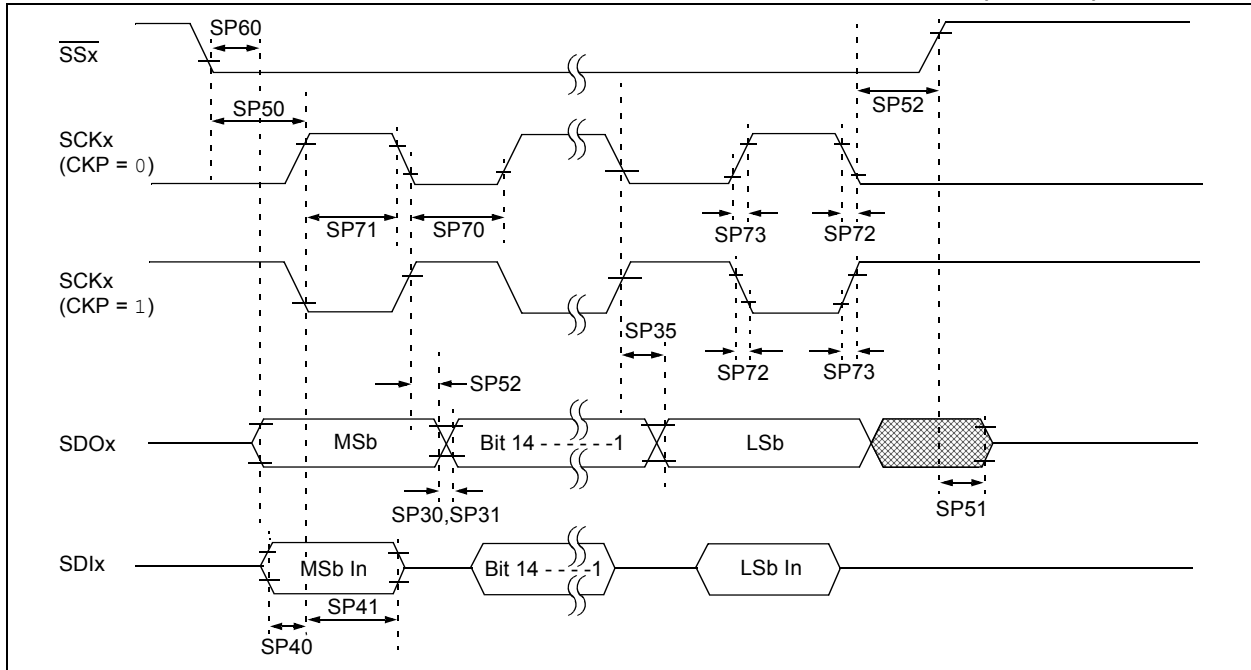 SP60
SSx
SP50
SP52
SCKx
(CKP = 0)
SP71
SP70
SP73
SP72
SCKx
(CKP = 1)
SP35
SP72
SP73
SP52
SDOx
MSb
Bit 14 - - - - - -1
LSb
SP30,SP31
SP51
SDIx
MSb In
Bit 14 - - - -1
LSb In
SP41
SP40